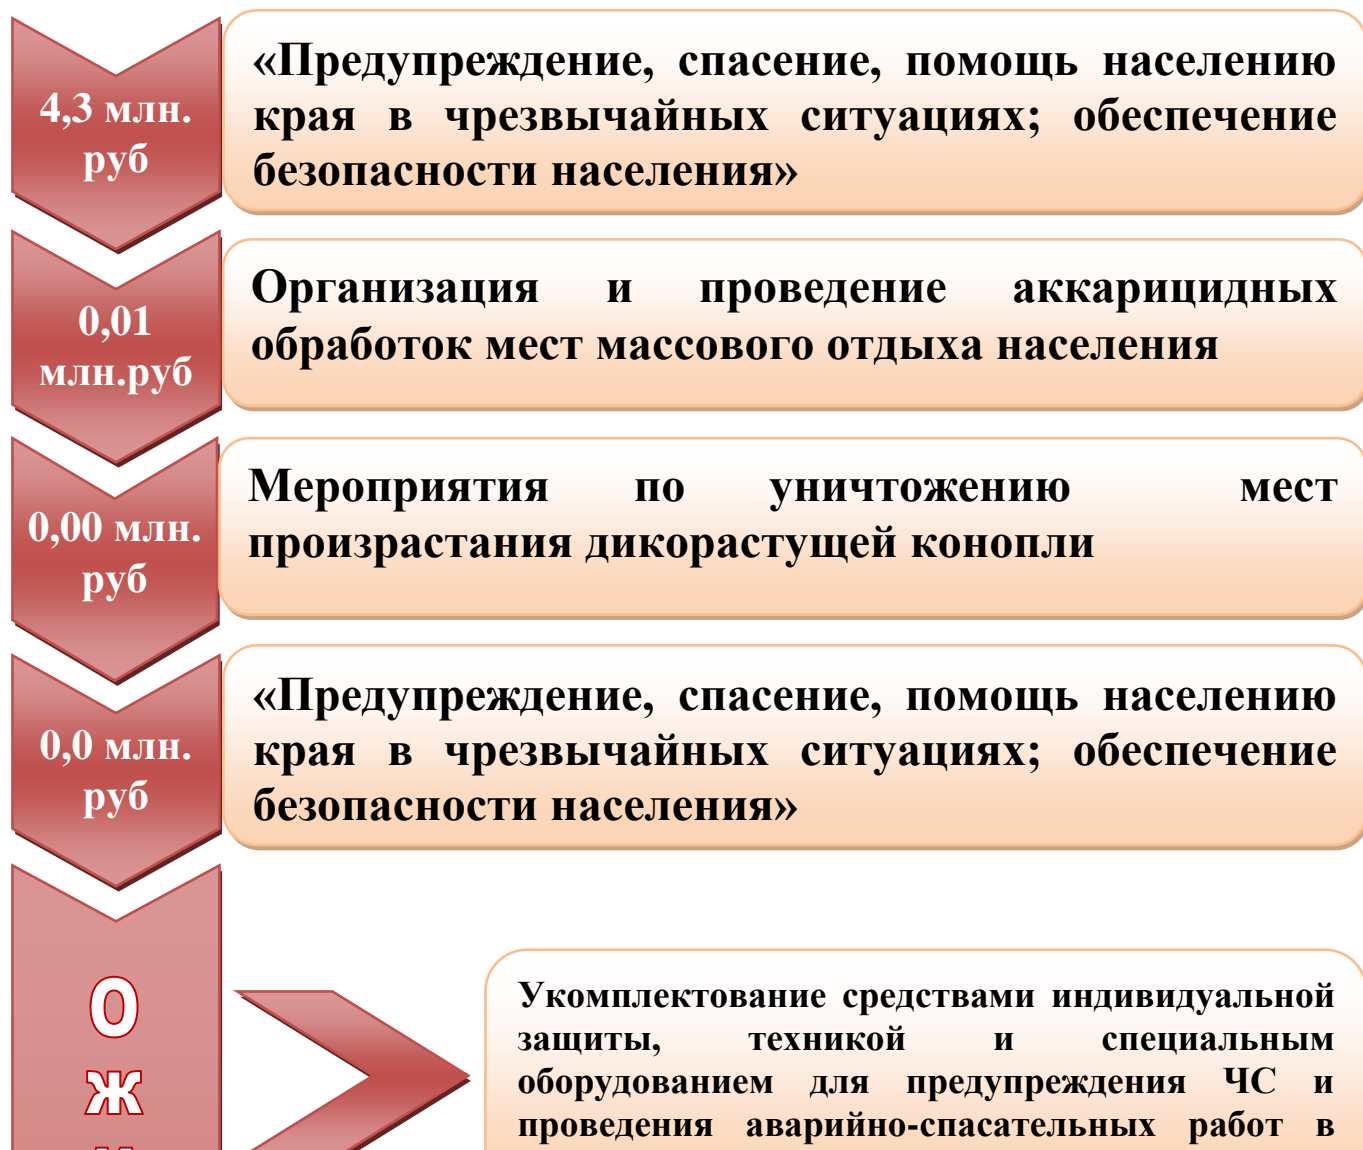 4,3 млн.
руб
«Предупреждение, спасение, помощь населению
края в чрезвычайных ситуациях; обеспечение
безопасности населения»
0,01
млн.руб
Организация и проведение аккарицидных
обработок мест массового отдыха населения
0,00 млн.
руб
Мероприятия по уничтожению мест
произрастания дикорастущей конопли
0,0 млн.
руб
«Предупреждение, спасение, помощь населению
края в чрезвычайных ситуациях; обеспечение
безопасности населения»
О
Ж
Укомплектование средствами индивидуальной
защиты, техникой и специальным
оборудованием для предупреждения ЧС и
проведения аварийно-спасательных работ в